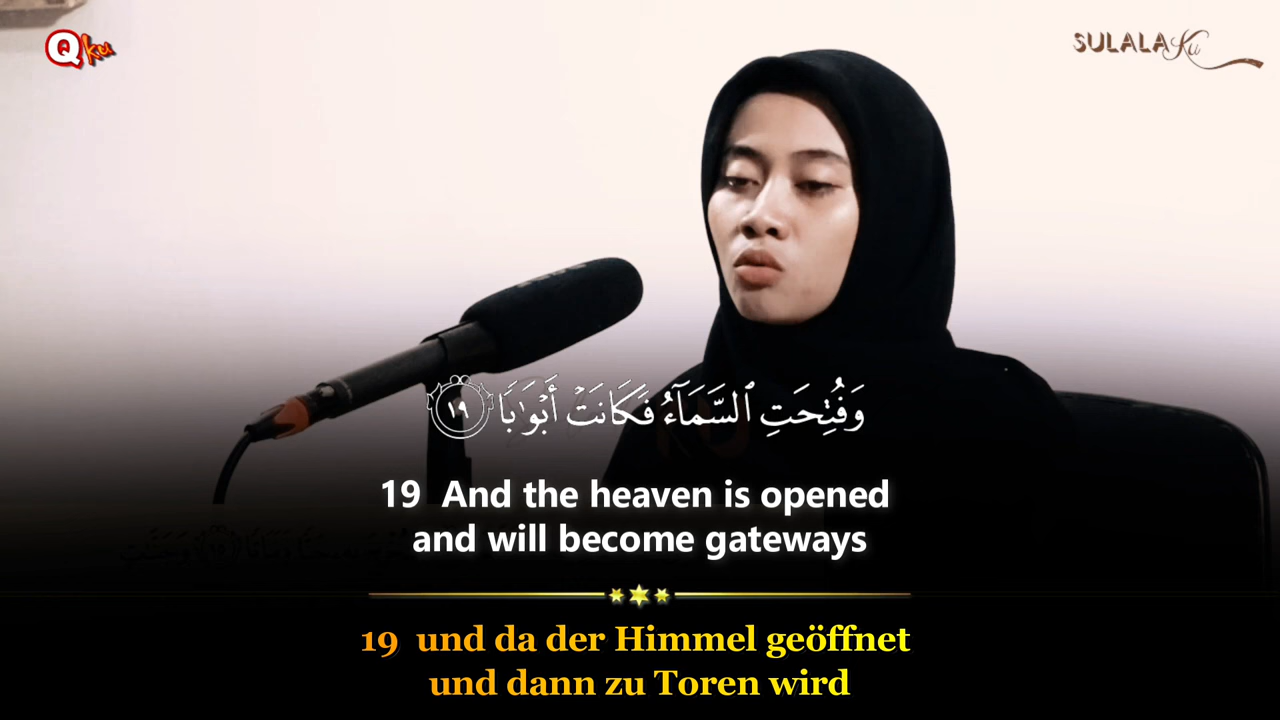 Qku
SULALAKu
وَفُتِحَتِ ٱلسَّمَآءُ فَكَانَتْ أَبْوَٰبًا ١٩
19 And the heaven is opened
and will become gateways
19 und da der Himmel geöffnet
und dann zu Toren wird